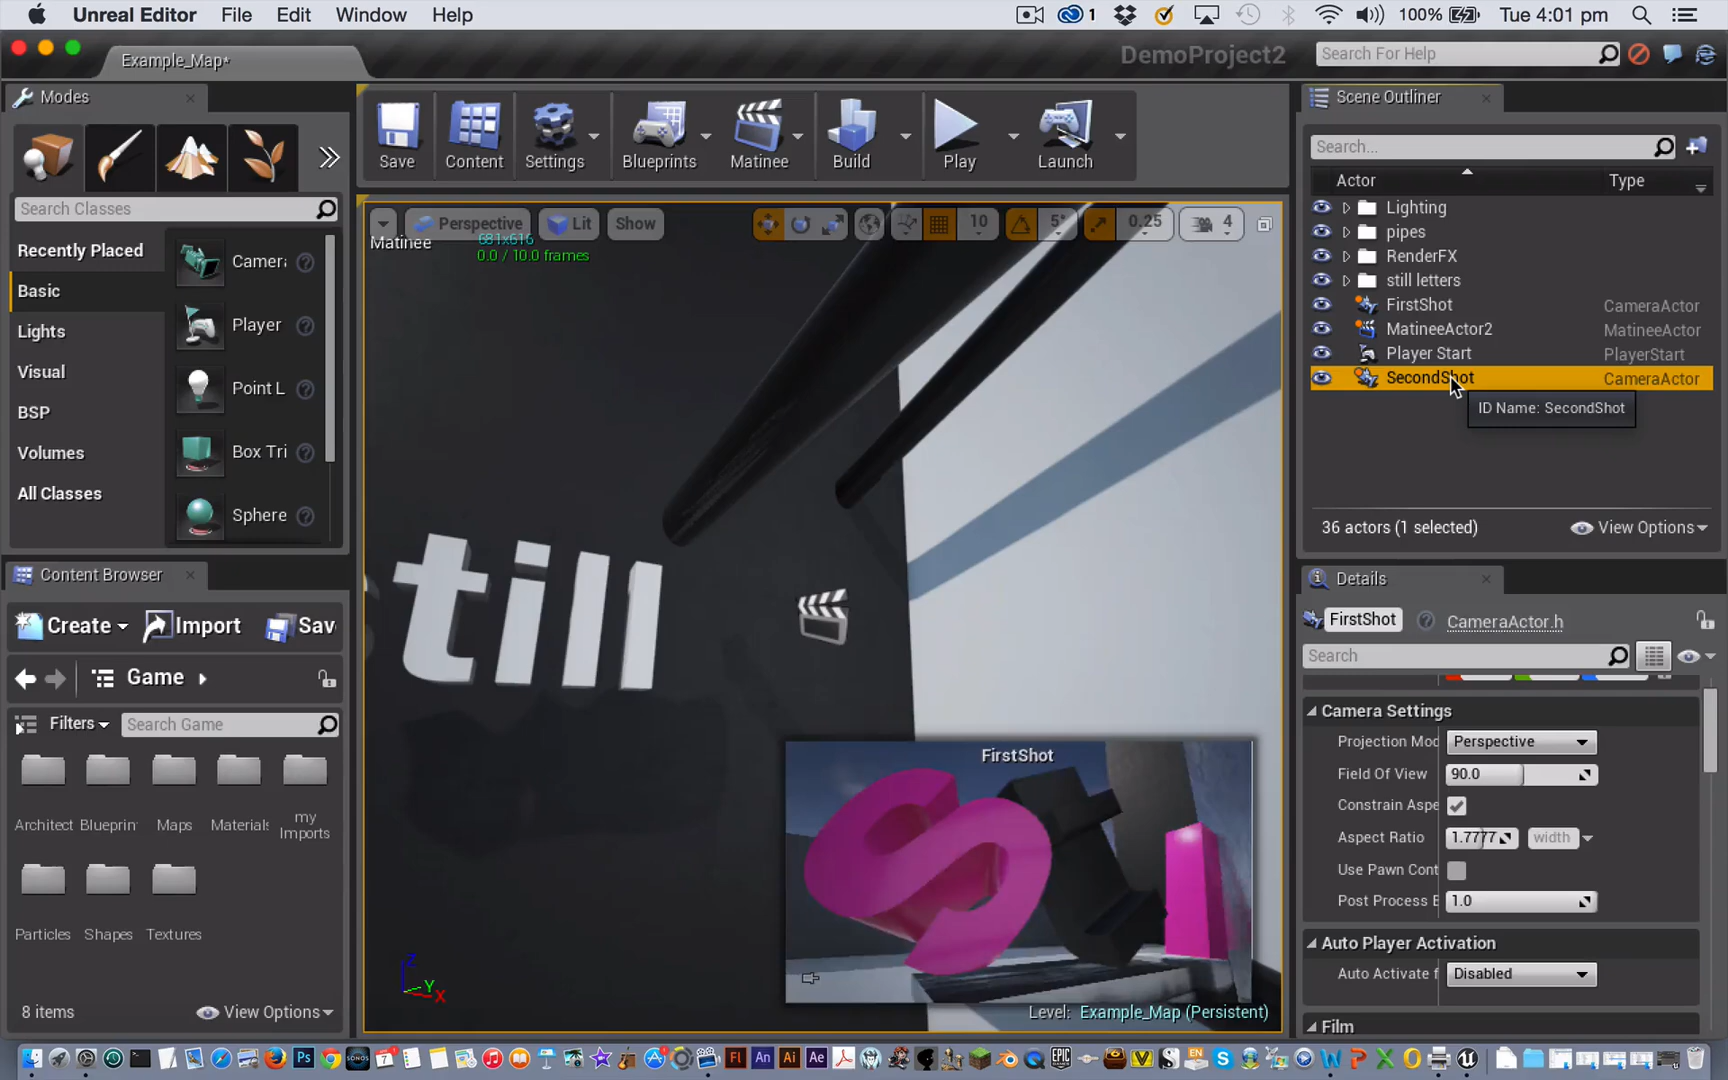 Unreal Editor File Edit Window Help
1 100% Tue 4:01 pm
Example_Map*
DemoProject2
Search For Help
Modes
Search Classes
Recently Placed
Basic
Lights
Visual
BSP
Volumes
All Classes
Camera
Player
Point L
Box Tri
Sphere
Save Content Settings Blueprints Matinee Build Play Launch
Perspective Lit Show 10 5° 0.25 4
Matinee 681x616
0.0 / 10.0 frames
still
FirstShot
Level: Example_Map (Persistent)
Z
Y
X
Scene Outliner
Search...
Actor Type
Lighting
pipes
RenderFX
still letters
FirstShot CameraActor
MatineeActor2 MatineeActor
Player Start PlayerStart
SecondShot CameraActor
ID Name: SecondShot
36 actors (1 selected) View Options
Details
FirstShot CameraActor.h
Search
Camera Settings
Projection Mod Perspective
Field Of View 90.0
Constrain Aspe
Aspect Ratio 1.7777 width
Use Pawn Cont
Post Process B 1.0
Auto Player Activation
Auto Activate f Disabled
Film
Content Browser
Create Import Sav
Game
Filters Search Game
Architect Blueprin Maps Materials my Imports
Particles Shapes Textures
8 items View Options